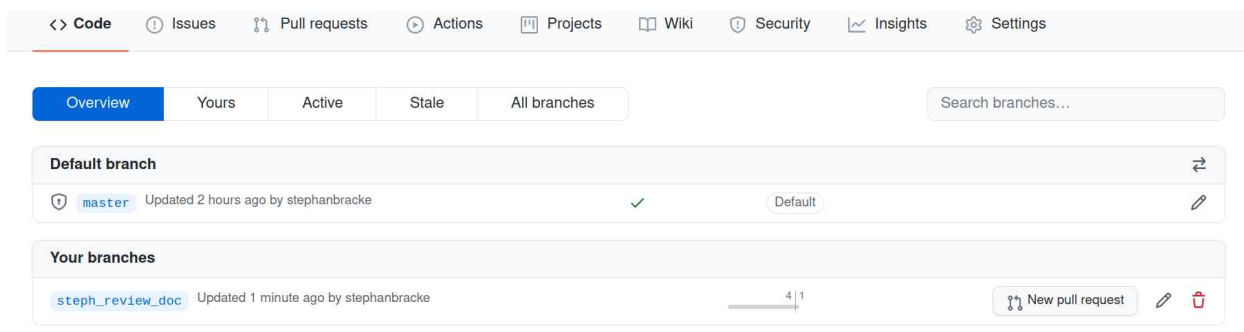 Code Issues Pull requests Actions Projects Wiki Security Insights Settings
Overview Yours Active Stale All branches Search branches…
Default branch
master Updated 2 hours ago by stephanbracke Default
Your branches
steph_review_doc Updated 1 minute ago by stephanbracke 4 1 New pull request